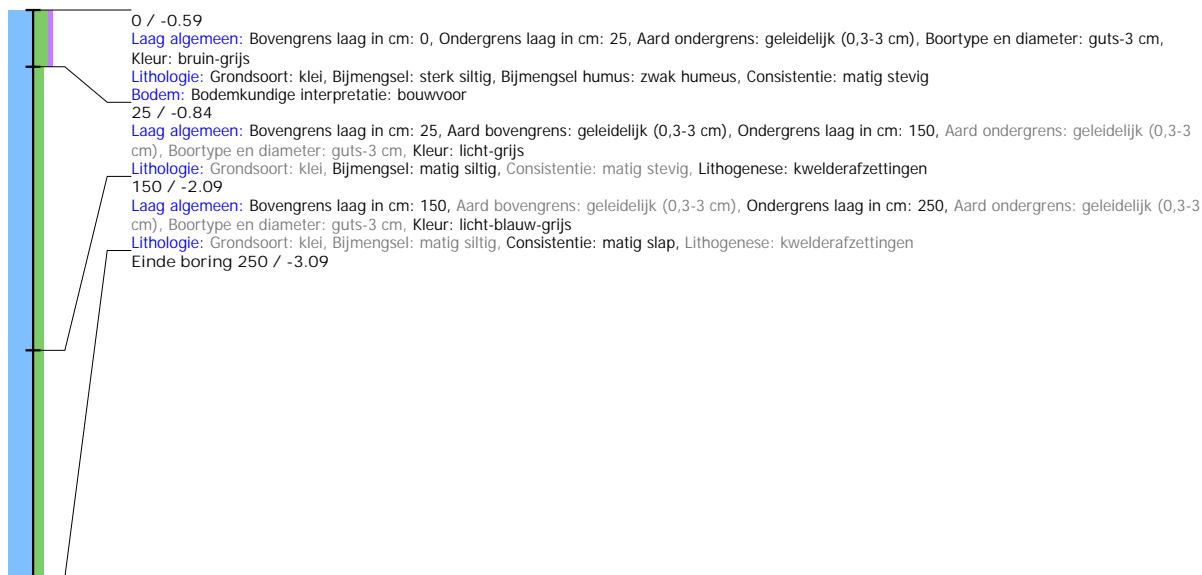 0 / -0.59
Laag algemeen: Bovengrens laag in cm: 0, Ondergrens laag in cm: 25, Aard ondergrens: geleidelijk (0,3-3 cm), Boortype en diameter: guts-3 cm,
Kleur: bruin-grijs
Lithologie: Grondsoort: klei, Bijmengsel: sterk siltig, Bijmengsel humus: zwak humeus, Consistentie: matig stevig
Bodem: Bodemkundige interpretatie: bouwvoor
25 / -0.84
Laag algemeen: Bovengrens laag in cm: 25, Aard bovengrens: geleidelijk (0,3-3 cm), Ondergrens laag in cm: 150, Aard ondergrens: geleidelijk (0,3-3
cm), Boortype en diameter: guts-3 cm, Kleur: licht-grijs
Lithologie: Grondsoort: klei, Bijmengsel: matig siltig, Consistentie: matig stevig, Lithogenese: kwelderafzettingen
150 / -2.09
Laag algemeen: Bovengrens laag in cm: 150, Aard bovengrens: geleidelijk (0,3-3 cm), Ondergrens laag in cm: 250, Aard ondergrens: geleidelijk (0,3-3
cm), Boortype en diameter: guts-3 cm, Kleur: licht-blauw-grijs
Lithologie: Grondsoort: klei, Bijmengsel: matig siltig, Consistentie: matig slap, Lithogenese: kwelderafzettingen
Einde boring 250 / -3.09